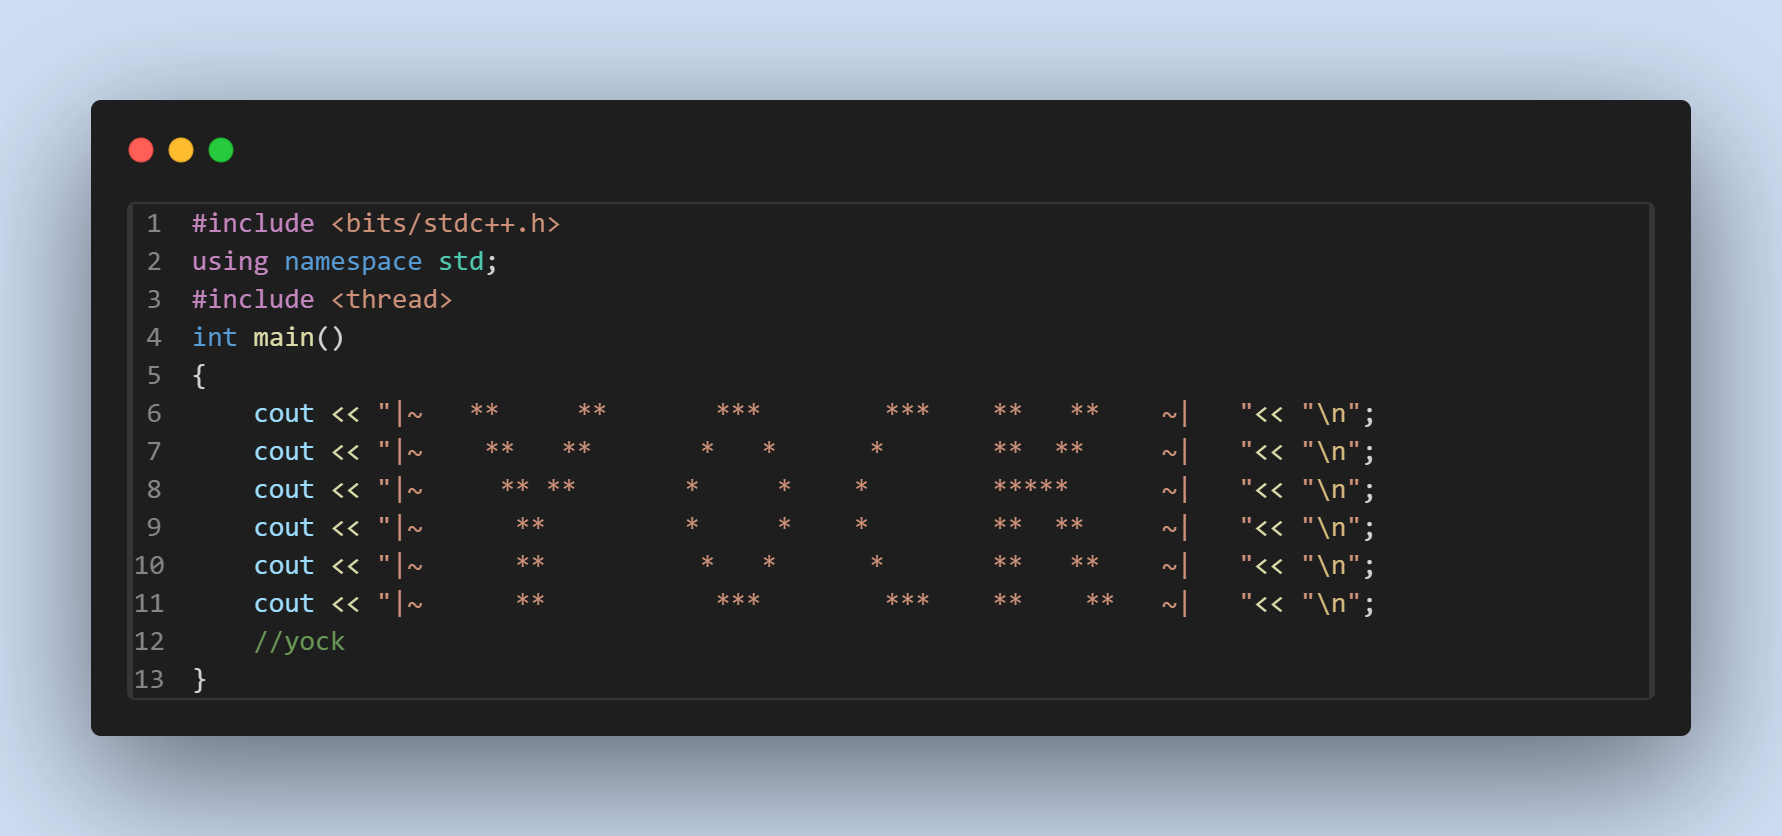 1 #include <bits/stdc++.h>
2 using namespace std;
3 #include <thread>
4 int main()
5 {
6     cout << "|~   **     **       ***        ***    **   **    ~|   "<< "\n";
7     cout << "|~    **   **       *   *      *       **  **     ~|   "<< "\n";
8     cout << "|~     ** **       *     *    *        *****      ~|   "<< "\n";
9     cout << "|~      **         *     *    *        **  **     ~|   "<< "\n";
10     cout << "|~      **          *   *      *       **   **    ~|   "<< "\n";
11     cout << "|~      **           ***        ***    **    **   ~|   "<< "\n";
12     //yock
13 }